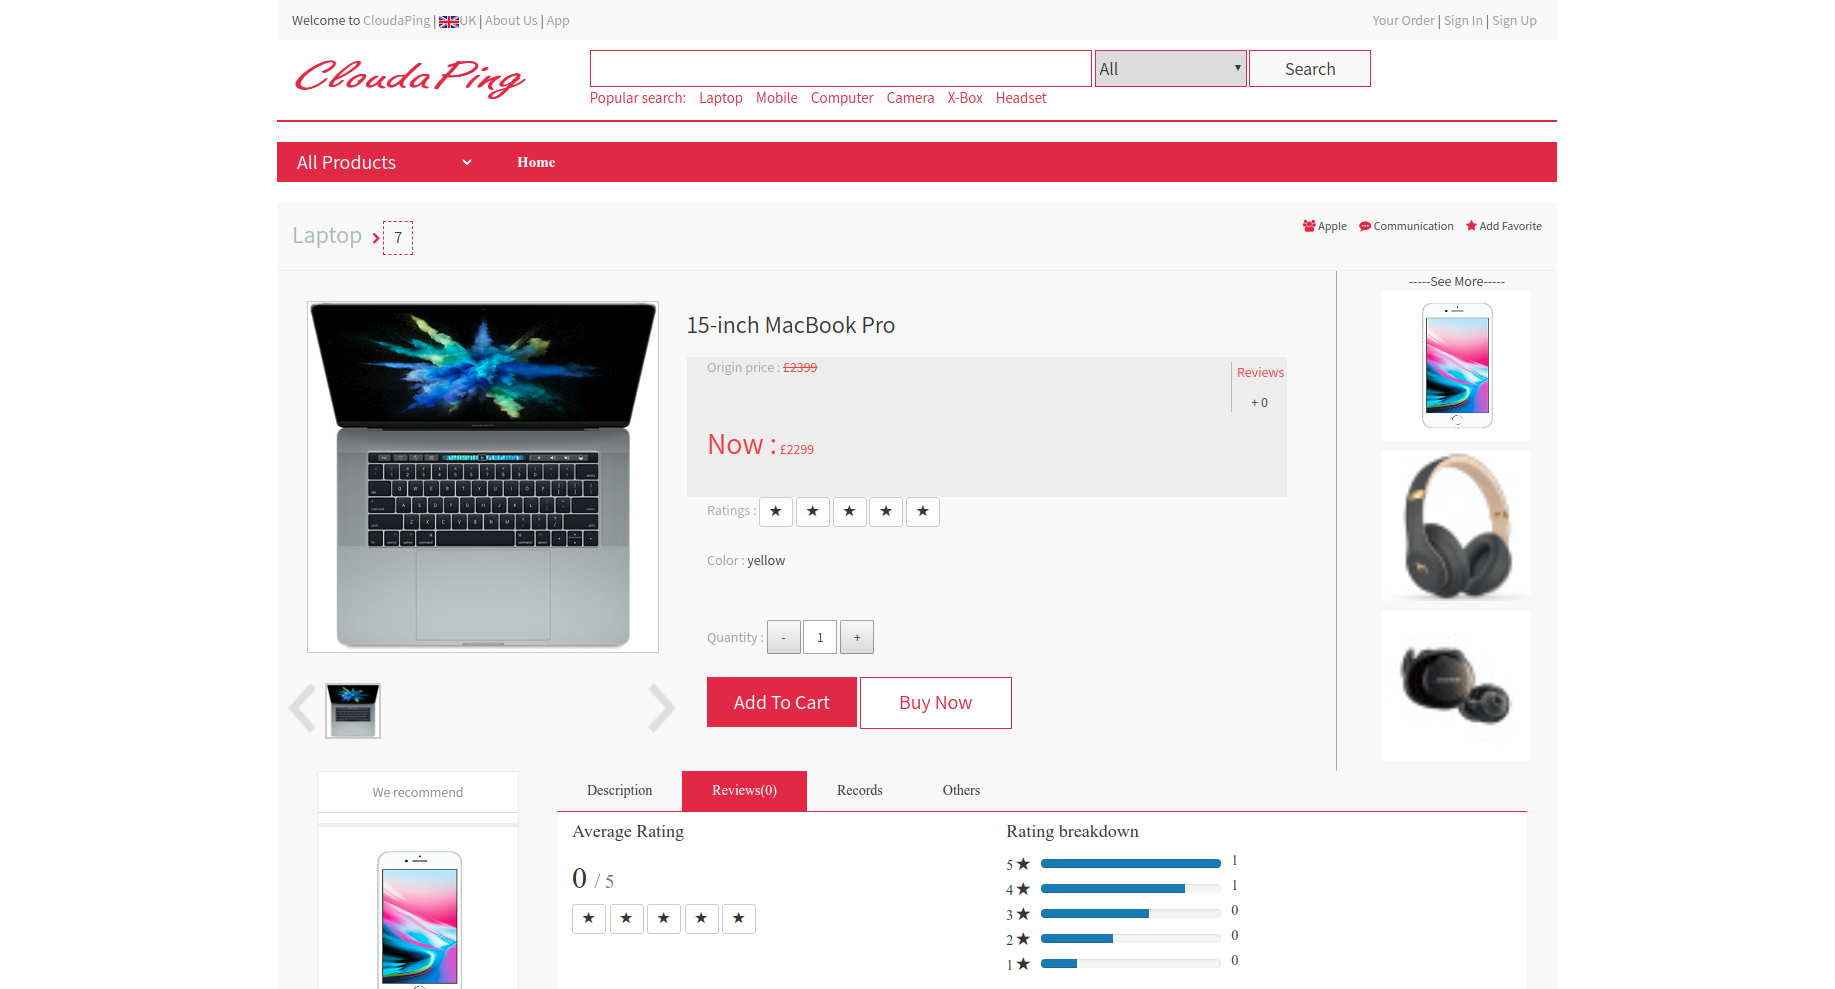 Welcome to CloudaPing | UK | About Us | App
Your Order | Sign In | Sign Up
CloudaPing
All
Search
Popular search: Laptop Mobile Computer Camera X-Box Headset
All Products
Home
Laptop
7
Apple
Communication
Add Favorite
-----See More-----
15-inch MacBook Pro
Origin price : £2399
Reviews
+ 0
Now : £2299
Ratings : ★ ★ ★ ★ ★
Color : yellow
Quantity : - 1 +
Add To Cart
Buy Now
We recommend
Description
Reviews(0)
Records
Others
Average Rating
0 / 5
★ ★ ★ ★ ★
Rating breakdown
5 ★ 1
4 ★ 1
3 ★ 0
2 ★ 0
1 ★ 0